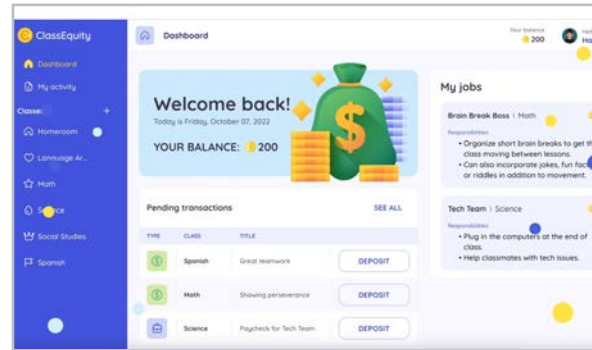 ClassEquity
Dashboard
My activity
Classes
+
Homeroom
Language Ar...
Math
Social Studies
Spanish
Dashboard
Your balance
200
Welcome back!
Today is Friday, October 07, 2022
YOUR BALANCE: 200
Pending transactions
SEE ALL
TYPE CLASS TITLE
Spanish Great teamwork DEPOSIT
Math Showing perseverance DEPOSIT
Science Paycheck for Tech Team DEPOSIT
My jobs
Brain Break Boss | Math
Responsibilities:
• Organize short brain breaks to get th
class moving between lessons.
• Can also incorporate jokes, fun fac
or riddles in addition to movement.
Tech Team | Science
Responsibilities:
• Plug in the computers at the end of
class.
• Help classmates with tech issues.